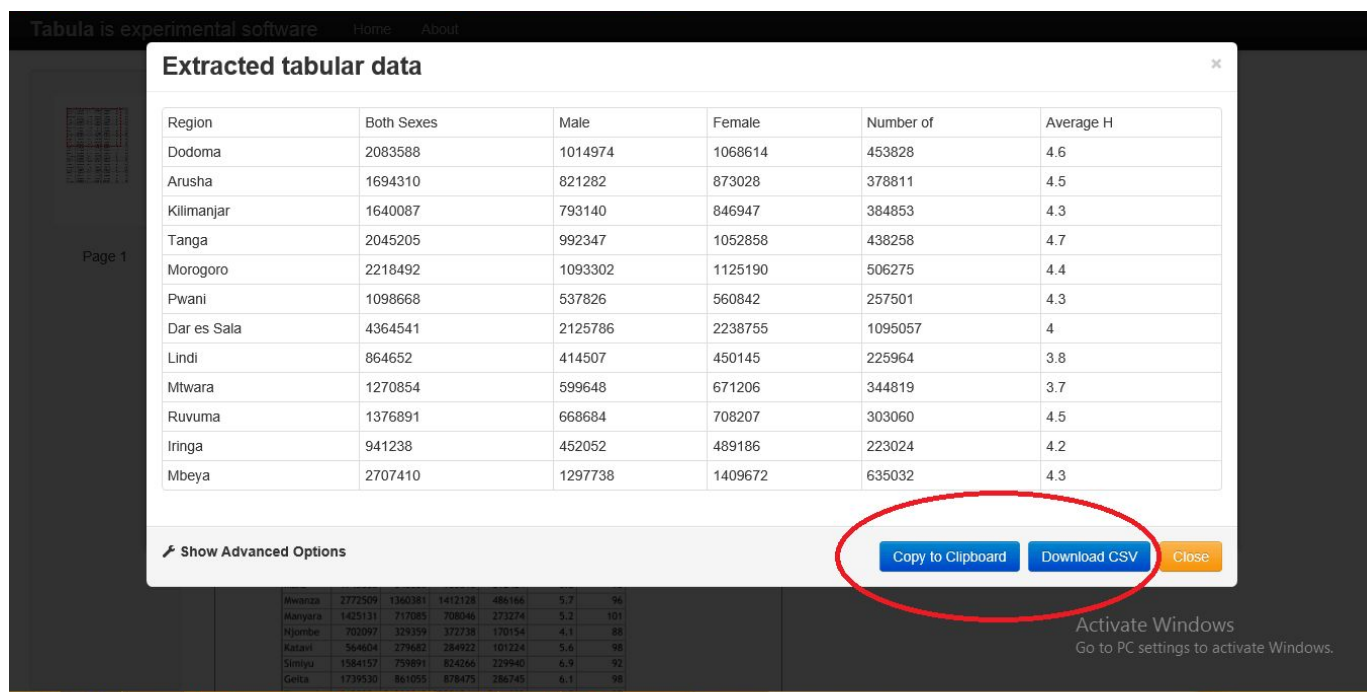 Tabula is experimental software Home About
Extracted tabular data ×
Region Both Sexes Male Female Number of Average H
Dodoma 2083588 1014974 1068614 453828 4.6
Arusha 1694310 821282 873028 378811 4.5
Kilimanjar 1640087 793140 846947 384853 4.3
Tanga 2045205 992347 1052858 438258 4.7
Morogoro 2218492 1093302 1125190 506275 4.4
Pwani 1098668 537826 560842 257501 4.3
Dar es Sala 4364541 2125786 2238755 1095057 4
Lindi 864652 414507 450145 225964 3.8
Mtwara 1270854 599648 671206 344819 3.7
Ruvuma 1376891 668684 708207 303060 4.5
Iringa 941238 452052 489186 223024 4.2
Mbeya 2707410 1297738 1409672 635032 4.3
Page 1
Show Advanced Options Copy to Clipboard Download CSV Close
Mwanza 2772509 1360381 1412128 486166 5.7 96
Manyara 1425131 717085 708046 273274 5.2 101
Njombe 702097 329359 372738 170154 4.1 88
Katavi 564604 279682 284922 101224 5.6 98
Simiyu 1584157 759891 824266 229940 6.9 92
Geita 1739530 861055 878475 286745 6.1 98
Activate Windows
Go to PC settings to activate Windows.